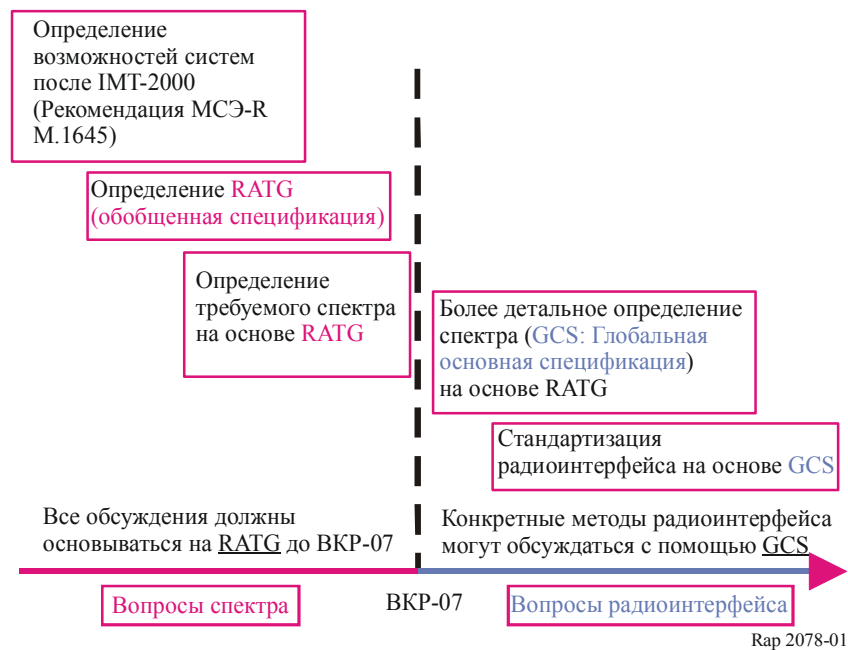 Определение
возможностей систем
после IMT-2000
(Рекомендация МСЭ-R
M.1645)
Определение RATG
(обобщенная спецификация)
Определение
требуемого спектра
на основе RATG
Более детальное определение
спектра (GCS: Глобальная
основная спецификация)
на основе RATG
Стандартизация
радиоинтерфейса на основе GCS
Все обсуждения должны
основываться на RATG до ВКР-07
Конкретные методы радиоинтерфейса
могут обсуждаться с помощью GCS
Вопросы спектра
ВКР-07
Вопросы радиоинтерфейса
Rap 2078-01